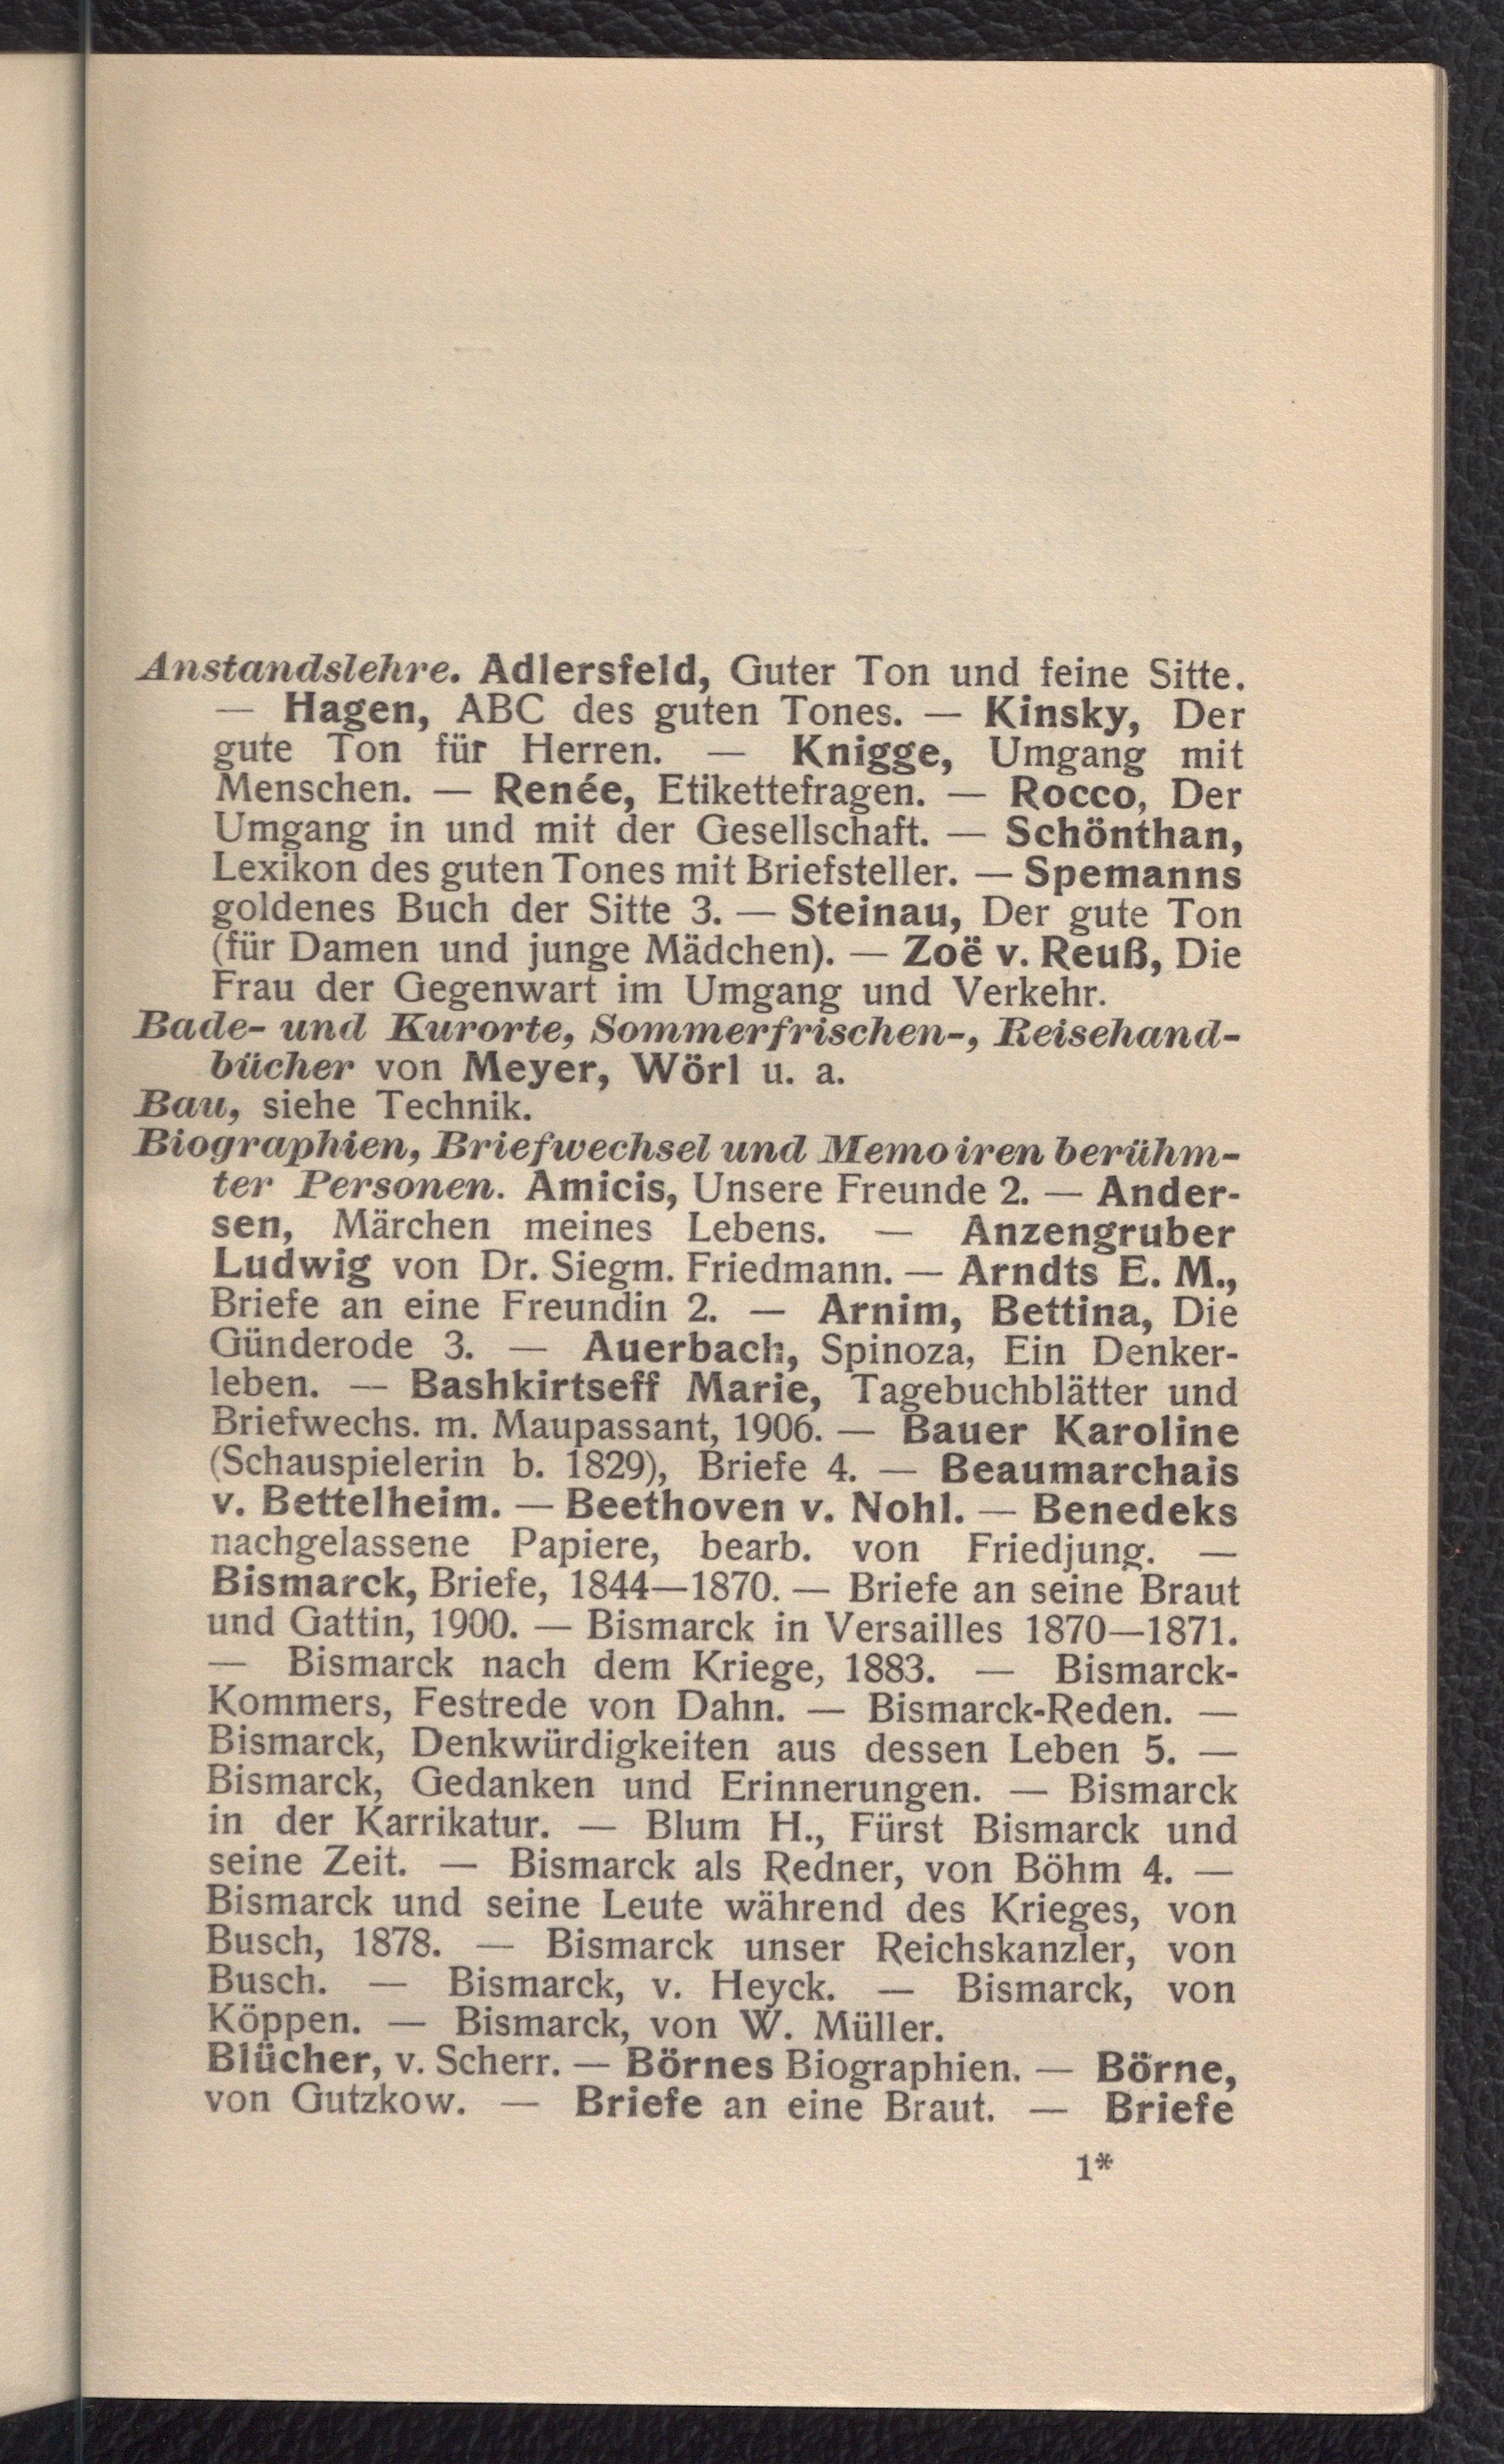 Anstandslehre. Adlersfeld, Guter Ton und feine Sitte.
— Hagen, ABC des guten Tones. — Kinsky, Der
gute Ton für Herren. — Knigge, Umgang mit
Menschen. — Renée, Etikettefragen. — Rocco, Der
Umgang in und mit der Gesellschaft. — Schönthan,
Lexikon des guten Tones mit Briefsteller. — Spemanns
goldenes Buch der Sitte 3. — Steinau, Der gute Ton
(für Damen und junge Mädchen). — Zoë v. Reuß, Die
Frau der Gegenwart im Umgang und Verkehr.
Bade- und Kurorte, Sommerfrischen-, Reisehand-
bücher von Meyer, Wörl u. a.
Bau, siehe Technik.
Biographien, Briefwechsel und Memoiren berühm-
ter Personen. Amicis, Unsere Freunde 2. — Ander-
sen, Märchen meines Lebens. — Anzengruber
Ludwig von Dr. Siegm. Friedmann. — Arndts E. M.,
Briefe an eine Freundin 2. — Arnim, Bettina, Die
Günderode 3. — Auerbach, Spinoza, Ein Denker-
leben. — Bashkirtseff Marie, Tagebuchblätter und
Briefwechs. m. Maupassant, 1906. — Bauer Karoline
(Schauspielerin b. 1829), Briefe 4. — Beaumarchais
v. Bettelheim. — Beethoven v. Nohl. — Benedeks
nachgelassene Papiere, bearb. von Friedjung. —
Bismarck, Briefe, 1844—1870. — Briefe an seine Braut
und Gattin, 1900. — Bismarck in Versailles 1870—1871.
— Bismarck nach dem Kriege, 1883. — Bismarck-
Kommers, Festrede von Dahn. — Bismarck-Reden. —
Bismarck, Denkwürdigkeiten aus dessen Leben 5. —
Bismarck, Gedanken und Erinnerungen. — Bismarck
in der Karrikatur. — Blum H., Fürst Bismarck und
seine Zeit. — Bismarck als Redner, von Böhm 4. —
Bismarck und seine Leute während des Krieges, von
Busch, 1878. — Bismarck unser Reichskanzler, von
Busch. — Bismarck, v. Heyck. — Bismarck, von
Köppen. — Bismarck, von W. Müller.
Blücher, v. Scherr. — Börnes Biographien. — Börne,
von Gutzkow. — Briefe an eine Braut. — Briefe
1*